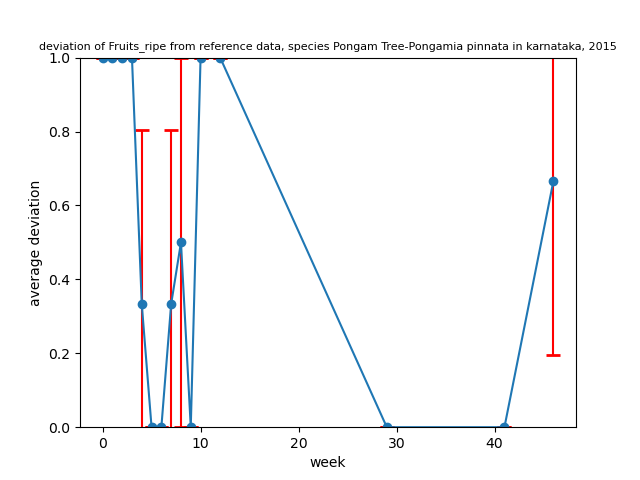 deviation of Fruits_ripe from reference data, species Pongam Tree-Pongamia pinnata in karnataka, 2015
1.0
0.8
0.6
0.4
0.2
0.0
average deviation
0 10 20 30 40
week